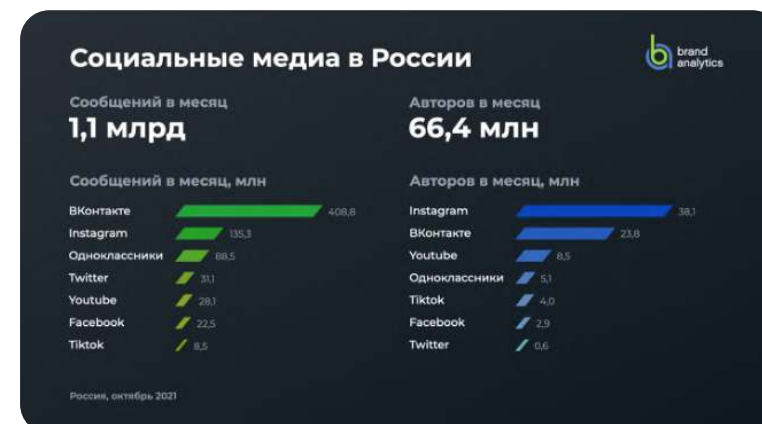 Социальные медиа в России
brand
analytics
Сообщений в месяц
1,1 млрд
Авторов в месяц
66,4 млн
Сообщений в месяц, млн
ВКонтакте 408,8
Instagram 135,3
Одноклассники 88,5
Twitter 31,1
Youtube 28,1
Facebook 22,5
Tiktok 8,5
Авторов в месяц, млн
Instagram 38,1
ВКонтакте 23,8
Youtube 8,5
Одноклассники 5,1
Tiktok 4,0
Facebook 2,9
Twitter 0,6
Россия, октябрь 2021